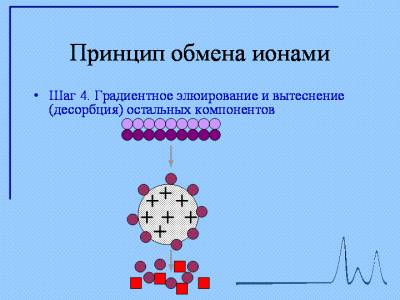 Принцип обмена ионами
• Шаг 4. Градиентное элюирование и вытеснение
(десорбция) остальных компонентов
+ +
+ + +
+ +
+